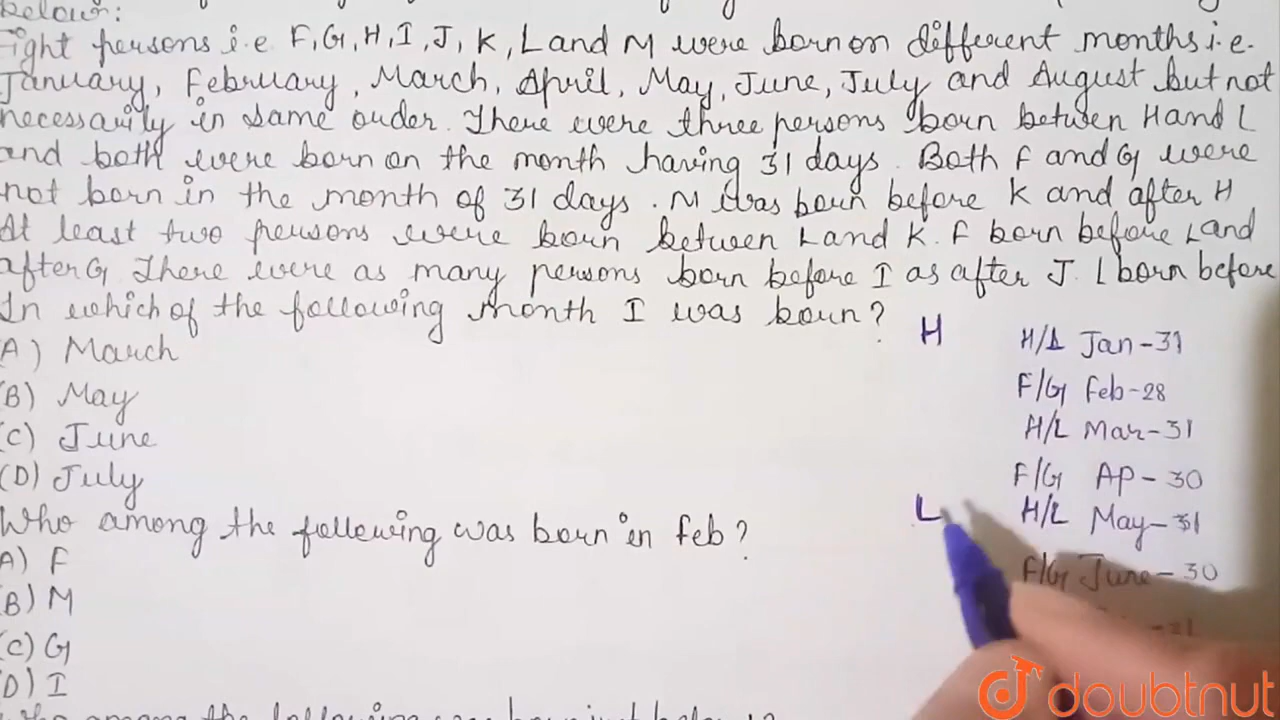 Below:
Eight persons i.e F, G, H, I, J, K, L and M were born on different months i.e.
January, February, March, April, May, June, July and August but not
necessarily in same order. There were three persons born betwen H and L
and both were born on the month having 31 days. Both F and G were
not born in the month of 31 days. M was born before K and after H
At least two persons were born between L and K. F born before L and
after G. There were as many persons born before I as after J. L born before
In which of the following month I was born?
H
H/L Jan-31
(A) March
F/G Feb-28
(B) May
H/L Mar-31
(C) June
F/G AP-30
(D) July
L
H/L May-31
Who among the following was born in feb?
F/G June-30
A) F
(B) M
-31
(C) G
(D) I
doubtnut